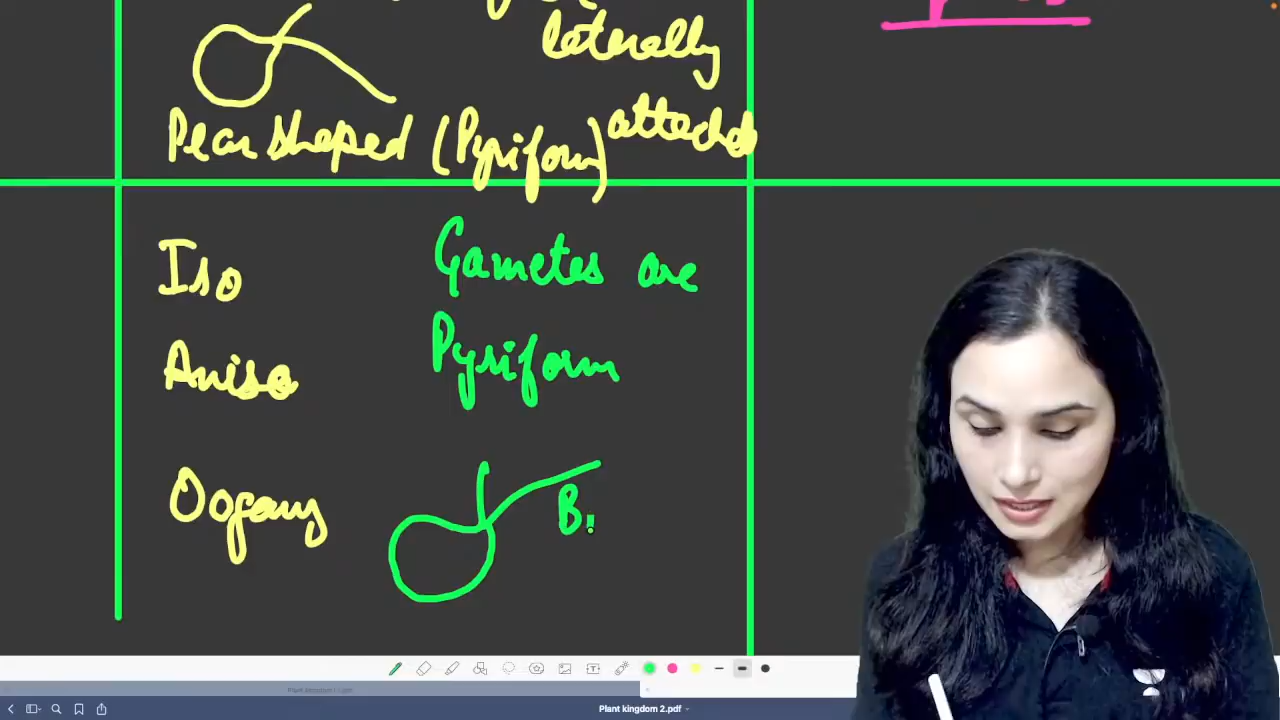 laterally
attached
Pear shaped (Pyriform)
Iso
Gametes are
Pyriform
Aniso
Oogamy
B
Plant kingdom 2.pdf